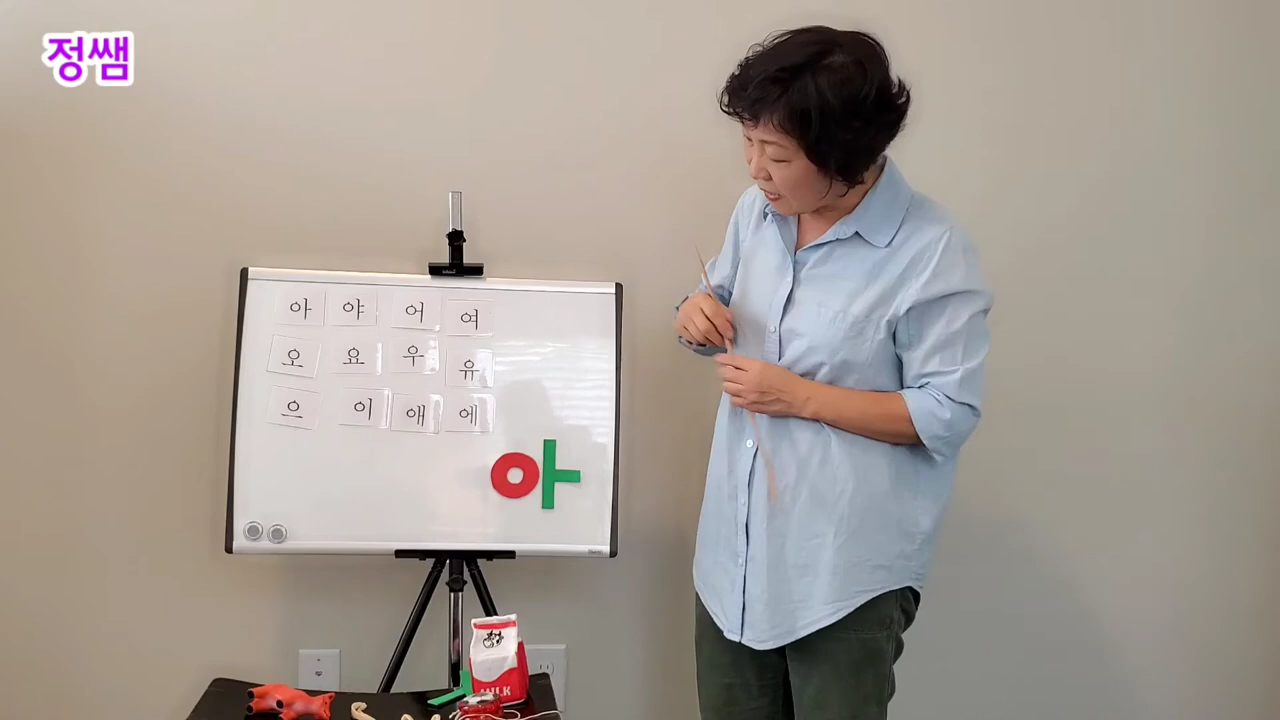 정쌤
아 야 어 여
오 요 우 유
으 이 애 에
아
MILK